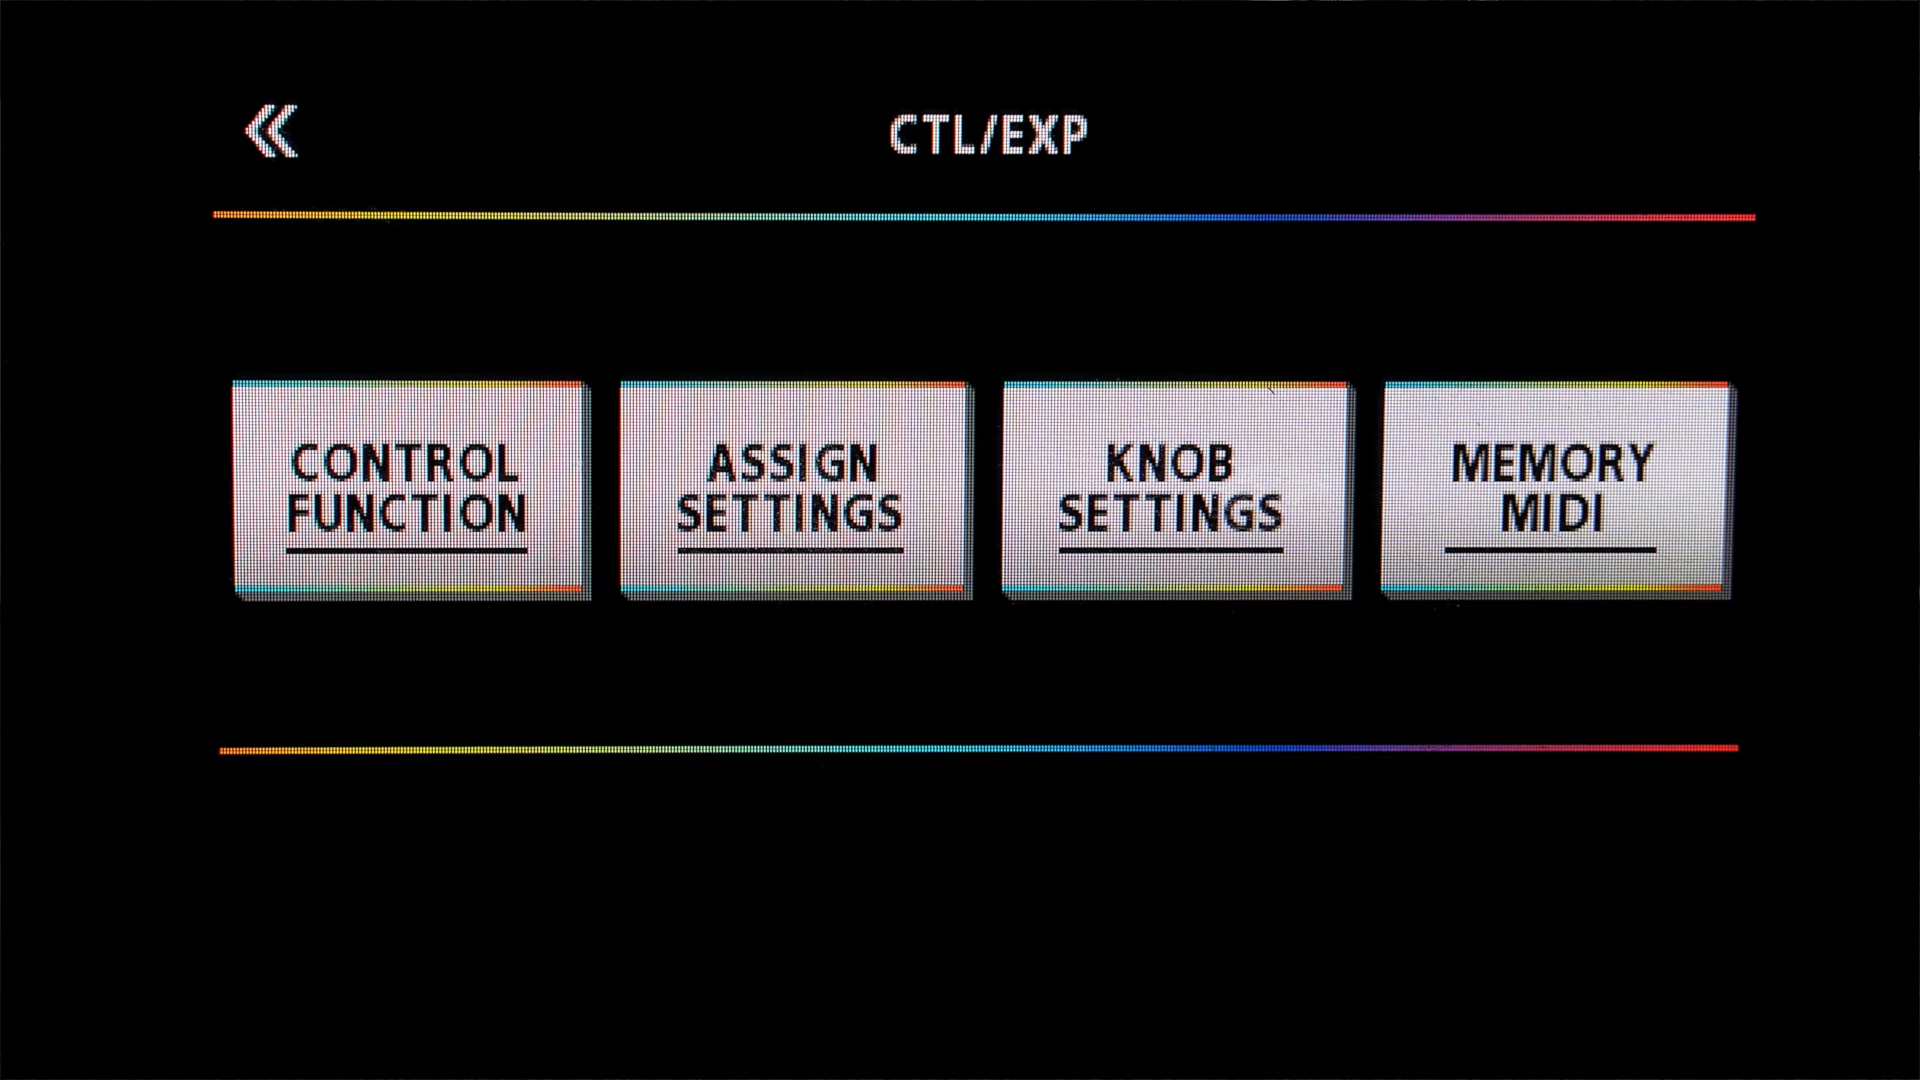 CTL/EXP
CONTROL
FUNCTION
ASSIGN
SETTINGS
KNOB
SETTINGS
MEMORY
MIDI